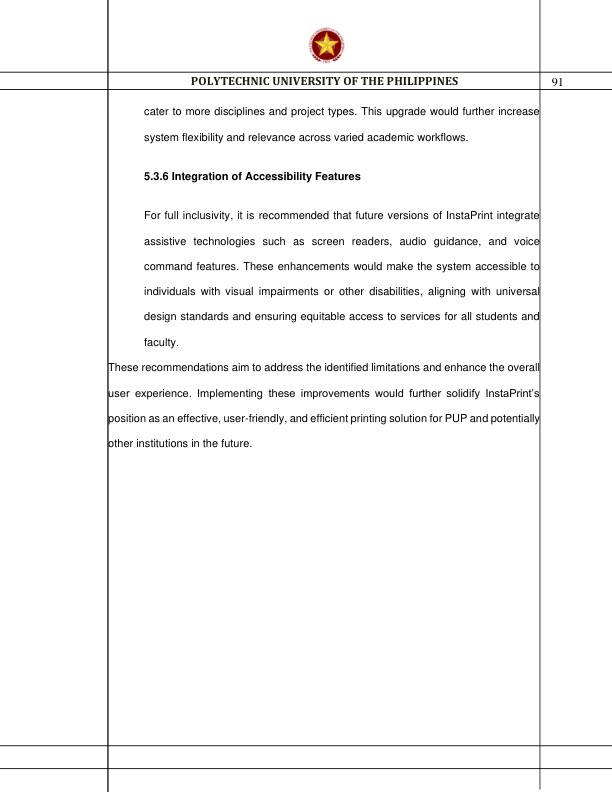 POLYTECHNIC UNIVERSITY OF THE PHILIPPINES
91
cater to more disciplines and project types. This upgrade would further increase
system flexibility and relevance across varied academic workflows.
5.3.6 Integration of Accessibility Features
For full inclusivity, it is recommended that future versions of InstaPrint integrate
assistive technologies such as screen readers, audio guidance, and voice
command features. These enhancements would make the system accessible to
individuals with visual impairments or other disabilities, aligning with universal
design standards and ensuring equitable access to services for all students and
faculty.
These recommendations aim to address the identified limitations and enhance the overall
user experience. Implementing these improvements would further solidify InstaPrint's
position as an effective, user-friendly, and efficient printing solution for PUP and potentially
other institutions in the future.